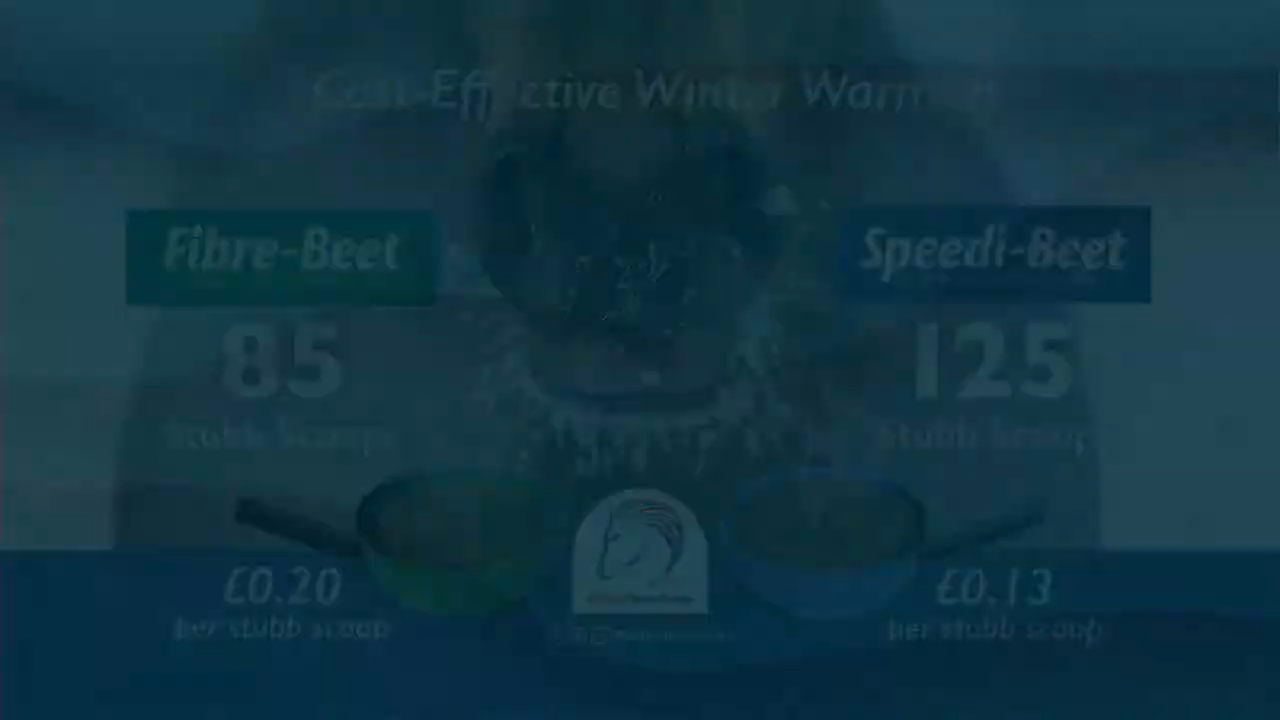 Cost-Effective Winter Warmers
Fibre-Beet
Speedi-Beet
85
125
Stubb Scoops
Stubb Scoops
£0.20
£0.13
per stubb scoop
per stubb scoop